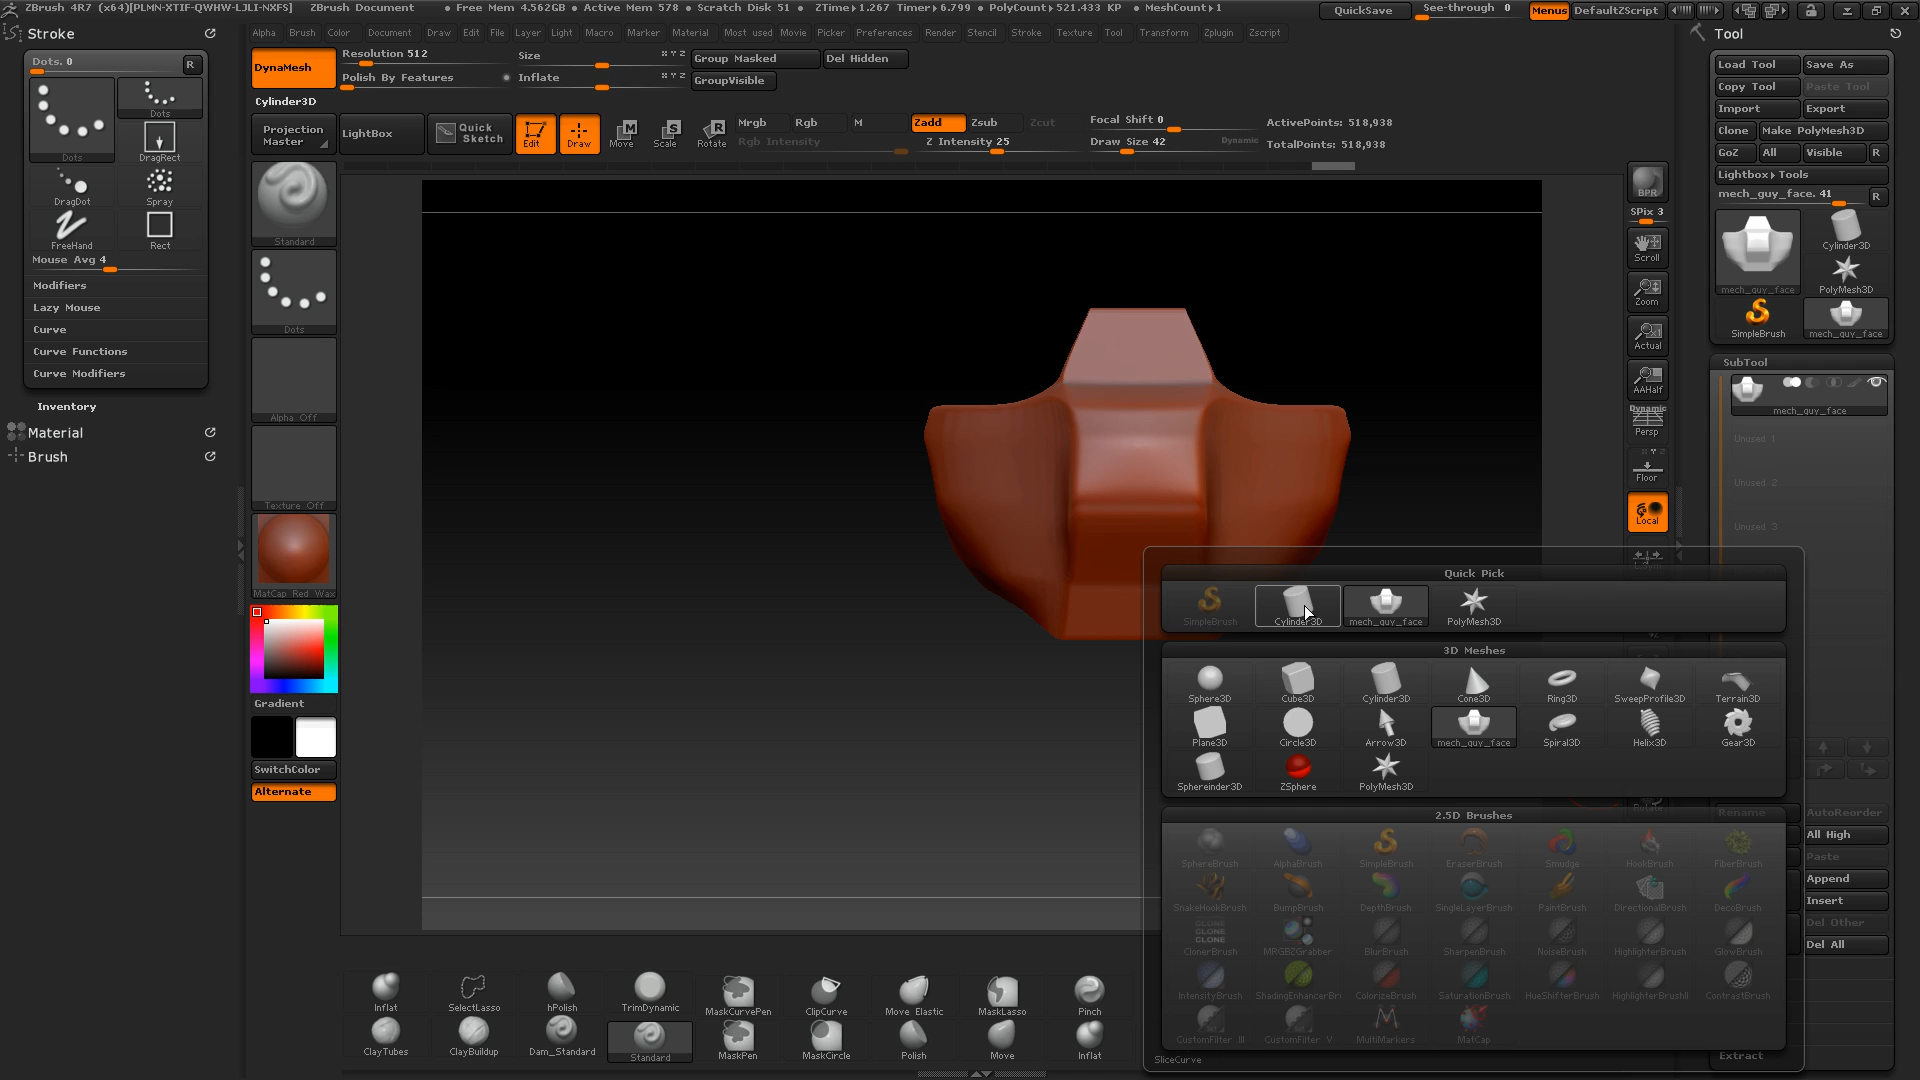 ZBrush 4R7 (x64)[PLMN-XTIF-QWHW-LJLI-NXFS] ZBrush Document • Free Mem 4.562GB • Active Mem 578 • Scratch Disk 51 • ZTime▸1.267 Timer▸6.799 • PolyCount▸521.433 KP • MeshCount▸1 QuickSave See-through 0 Menus DefaultZScript
Stroke
Alpha Brush Color Document Draw Edit File Layer Light Macro Marker Material Most used Movie Picker Preferences Render Stencil Stroke Texture Tool Transform Zplugin Zscript
Tool
Dots. 0 R
Dots
Dots
DragRect
DragDot
Spray
FreeHand
Rect
Mouse Avg 4
Modifiers
Lazy Mouse
Curve
Curve Functions
Curve Modifiers
Inventory
Material
Brush
DynaMesh
Resolution 512
Polish By Features
Size
Inflate
Group Masked
Del Hidden
GroupVisible
Cylinder3D
Projection Master
LightBox
Quick Sketch
Edit
Draw
Move
Scale
Rotate
Mrgb Rgb M
Rgb Intensity
Zadd Zsub Zcut
Z Intensity 25
Focal Shift 0
Draw Size 42
Dynamic
ActivePoints: 518,938
TotalPoints: 518,938
Standard
Dots
Alpha Off
Texture Off
MatCap Red Wax
Gradient
SwitchColor
Alternate
BPR
SPix 3
Scroll
Zoom
Actual
AAHalf
Dynamic
Persp
Floor
Local
Load Tool Save As
Copy Tool Paste Tool
Import Export
Clone Make PolyMesh3D
GoZ All Visible R
Lightbox▸Tools
mech_guy_face. 41 R
mech_guy_face
Cylinder3D
PolyMesh3D
SimpleBrush
mech_guy_face
SubTool
mech_guy_face
Unused 1
Unused 2
Unused 3
Quick Pick
SimpleBrush Cylinder3D mech_guy_face PolyMesh3D
3D Meshes
Sphere3D Cube3D Cylinder3D Cone3D Ring3D SweepProfile3D Terrain3D
Plane3D Circle3D Arrow3D mech_guy_face Spiral3D Helix3D Gear3D
Sphereinder3D ZSphere PolyMesh3D
2.5D Brushes
SphereBrush AlphaBrush SimpleBrush EraserBrush Smudge HookBrush FiberBrush
SnakeHookBrush BumpBrush DepthBrush SingleLayerBrush PaintBrush DirectionalBrush DecoBrush
CLONE CLONE CLONE
ClonerBrush MRGBZGrabber BlurBrush SharpenBrush NoiseBrush HighlighterBrush GlowBrush
IntensityBrush ShadingEnhancerBr ColorizeBrush SaturationBrush HueShifterBrush HighlighterBrushII ContrastBrush
CustomFilter III CustomFilter V MultiMarkers MatCap
SliceCurve
Rename AutoReorder
All High
Paste
Append
Insert
Del Other
Del All
Extract
Inflat SelectLasso hPolish TrimDynamic MaskCurvePen ClipCurve Move Elastic MaskLasso Pinch
ClayTubes ClayBuildup Dam_Standard Standard MaskPen MaskCircle Polish Move Inflat